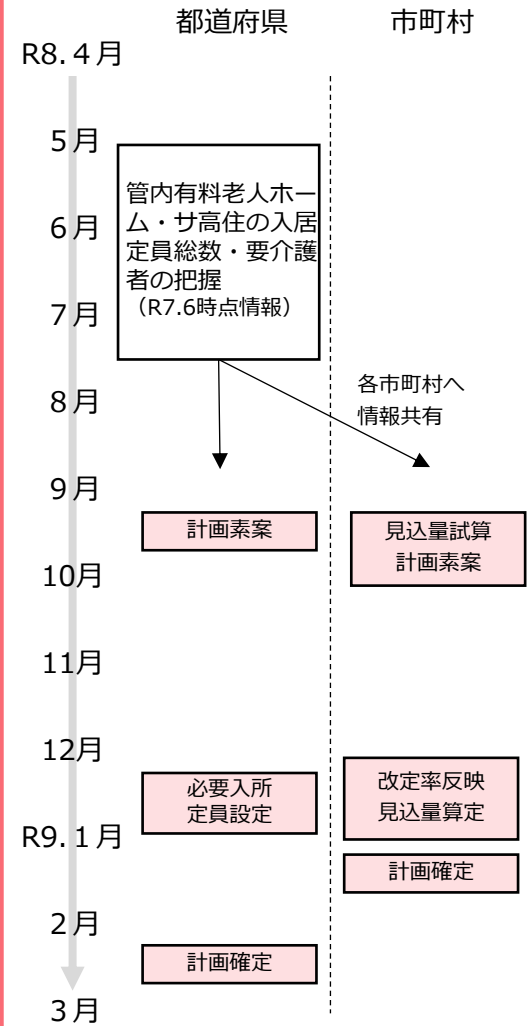 都道府県
市町村
R8.４月
5月
6月
7月
8月
9月
10月
11月
12月
R9.１月
2月
3月
管内有料老人ホー
ム・サ高住の入居
定員総数・要介護
者の把握
（R7.6時点情報）
各市町村へ
情報共有
計画素案
見込量試算
計画素案
必要入所
定員設定
改定率反映
見込量算定
計画確定
計画確定